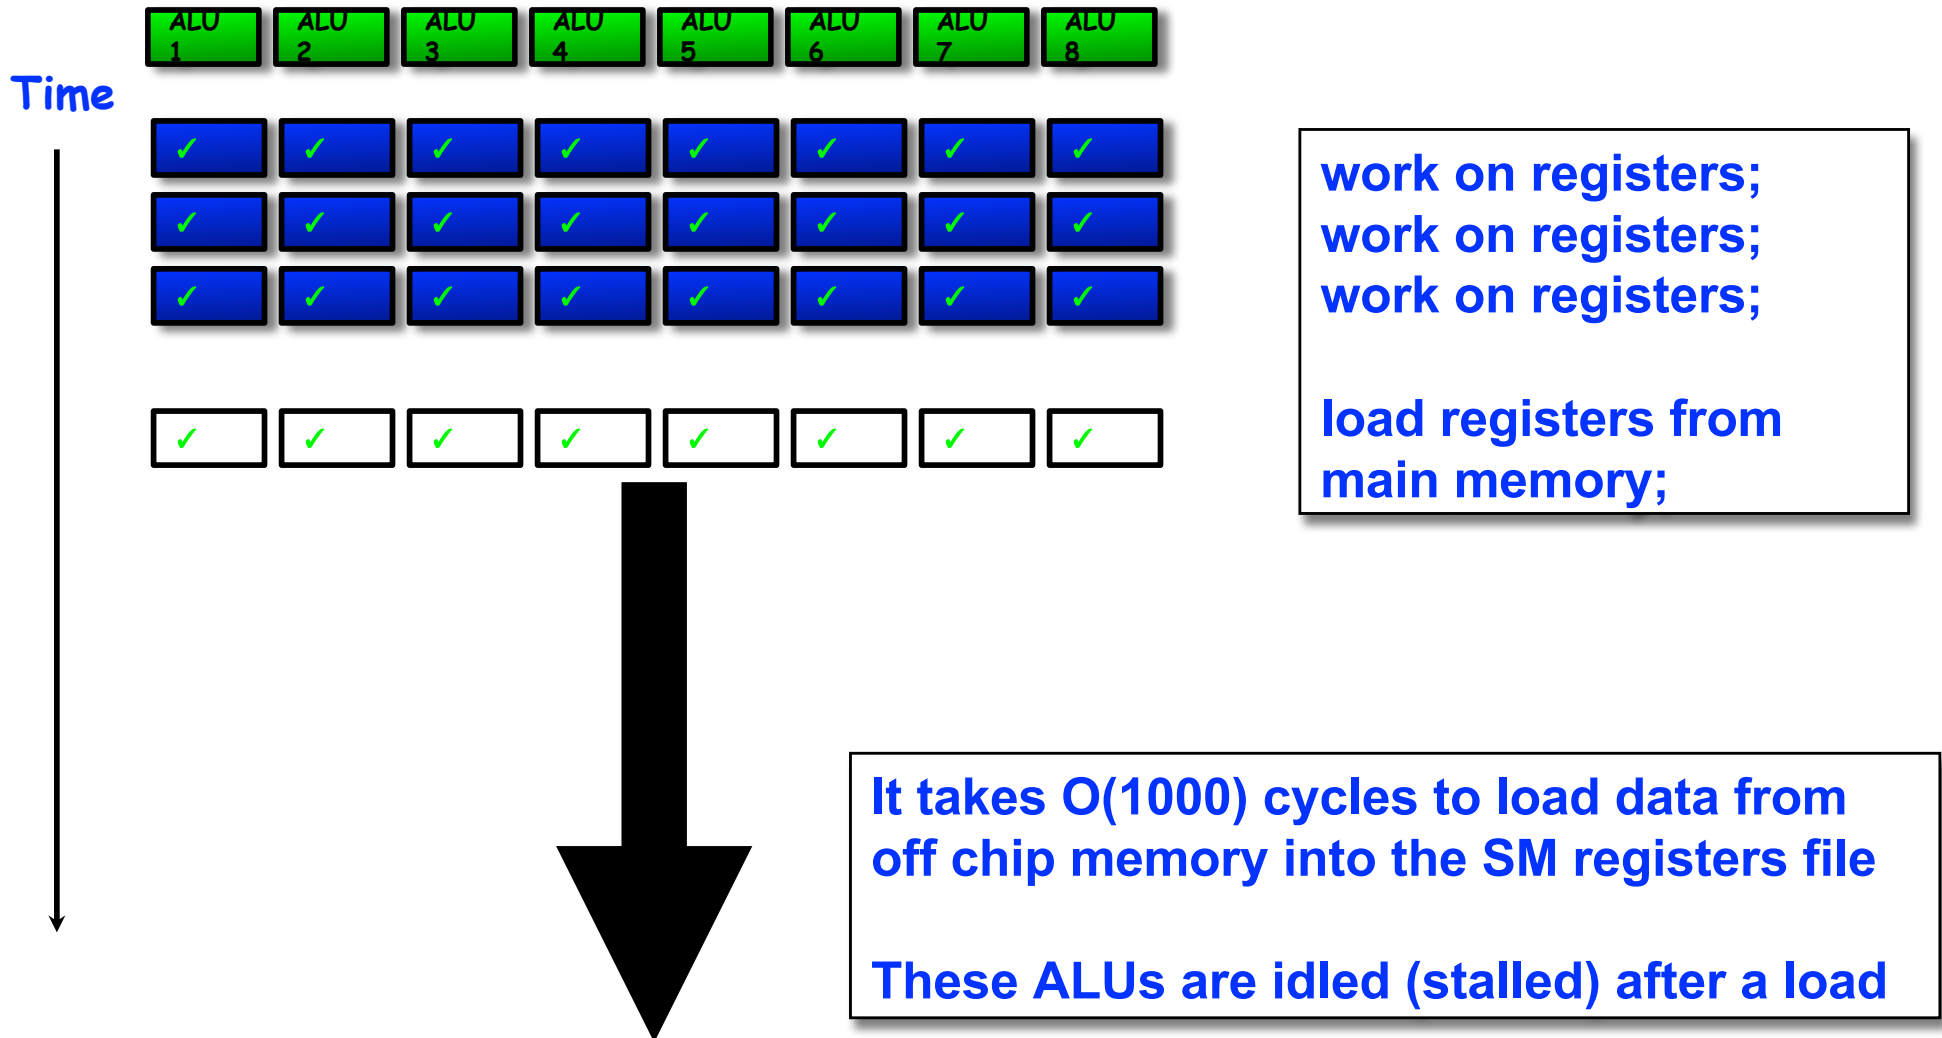 ALU ALU ALU ALU ALU ALU ALU ALU
1 2 3 4 5 6 7 8
Time
✓ ✓ ✓ ✓ ✓ ✓ ✓ ✓
✓ ✓ ✓ ✓ ✓ ✓ ✓ ✓
✓ ✓ ✓ ✓ ✓ ✓ ✓ ✓
✓ ✓ ✓ ✓ ✓ ✓ ✓ ✓
work on registers;
work on registers;
work on registers;
load registers from
main memory;
It takes O(1000) cycles to load data from
off chip memory into the SM registers file
These ALUs are idled (stalled) after a load